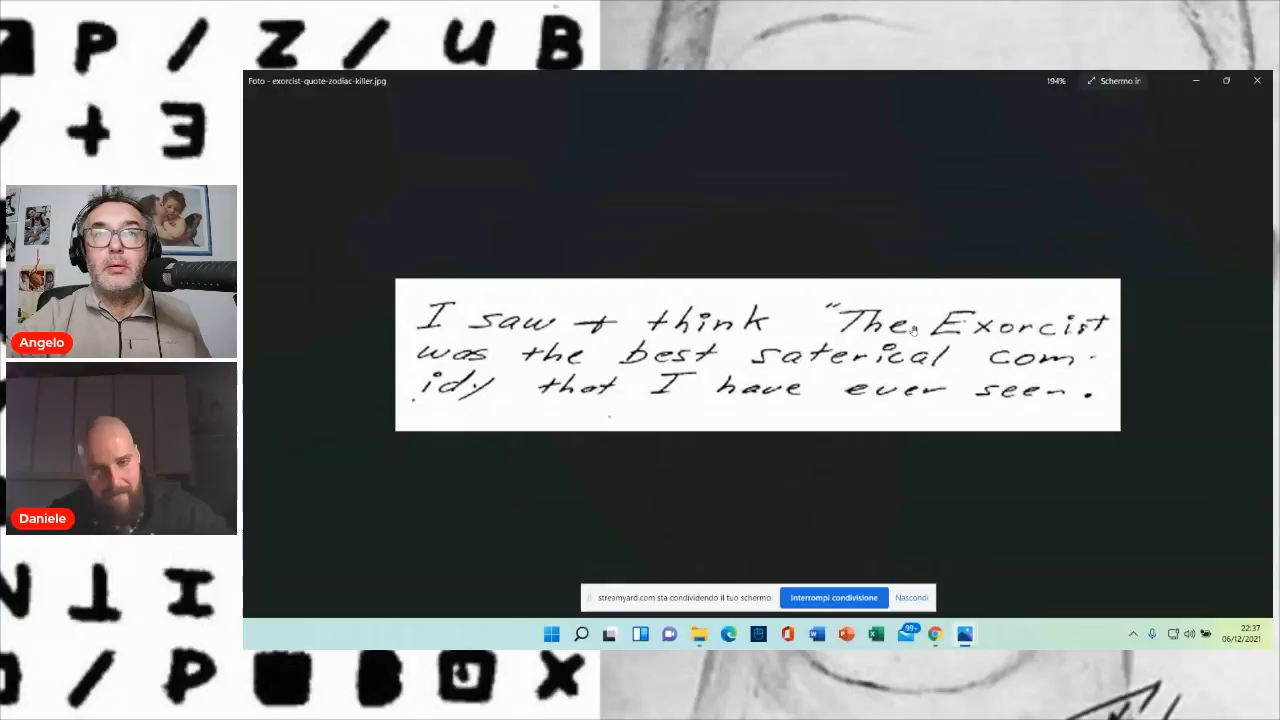 P / Z / U B
+ 3
Foto - exorcist-quote-zodiac-killer.jpg
194%
Schermo in
Angelo
Daniele
I saw + think "The Exorcist
was the best saterical com-
idy that I have ever seen.
streamyard.com sta condividendo il tuo schermo.
Interrompi condivisione
Nascondi
99+
22:37
06/12/2021
N ⊥ I
/ P
X